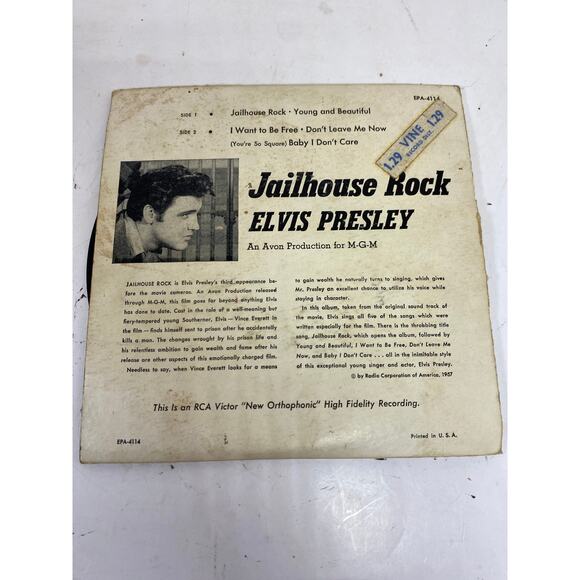 EPA-4114
SIDE 1 • Jailhouse Rock • Young and Beautiful
SIDE 2 • I Want to Be Free • Don't Leave Me Now
(You're So Square) Baby I Don't Care
1.29 VINE 1.29
RECORD DISC.
Jailhouse Rock
ELVIS PRESLEY
An Avon Production for M-G-M
JAILHOUSE ROCK is Elvis Presley's third appearance be-
fore the movie cameras. An Avon Production released
through M-G-M, this film goes far beyond anything Elvis
has done to date. Cast in the role of a well-meaning but
fiery-tempered young Southerner, Elvis—Vince Everett in
the film—finds himself sent to prison after he accidentally
kills a man. The changes wrought by his prison life and
his relentless ambition to gain wealth and fame after his
release are other aspects of this emotionally charged film.
Needless to say, when Vince Everett looks for a means
to gain wealth he naturally turns to singing, which gives
Mr. Presley an excellent chance to utilize his voice while
staying in character.
In this album, taken from the original sound track of
the movie, Elvis sings all five of the songs which were
written especially for the film. There is the throbbing title
song, Jailhouse Rock, which opens the album, followed by
Young and Beautiful, I Want to Be Free, Don't Leave Me
Now, and Baby I Don't Care . . . all in the inimitable style
of this exceptional young singer and actor, Elvis Presley.
© by Radio Corporation of America, 1957
This Is an RCA Victor "New Orthophonic" High Fidelity Recording.
EPA-4114
Printed in U. S. A.